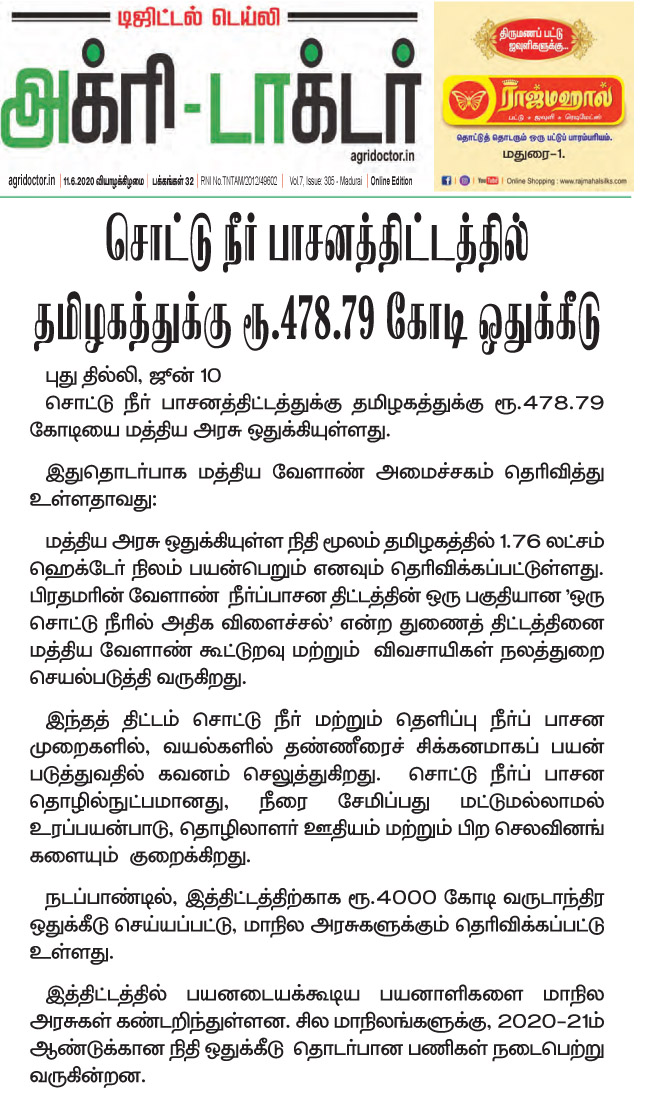 டிஜிட்டல் டெய்லி
அக்ரி-டாக்டர்
agridoctor.in
திருமணப் பட்டு
ஜவுளிகளுக்கு...
ராஜ்மஹால்
பட்டு • ஜவுளி • ரெடிமேட்ஸ்
தொட்டுத் தொடரும் ஒரு பட்டுப் பாரம்பரியம்.
மதுரை-1.
YouTube | Online Shopping : www.rajmahalsilks.com
agridoctor.in | 11.6.2020 வியாழக்கிழமை | பக்கங்கள் 32 | RNI No.TNTAM/2012/49602 | Vol.7, Issue: 305 - Madurai | Online Edition
சொட்டு நீர் பாசனத்திட்டத்தில்
தமிழகத்துக்கு ரூ.478.79 கோடி ஒதுக்கீடு
புது தில்லி, ஜூன் 10
சொட்டு நீர் பாசனத்திட்டத்துக்கு தமிழகத்துக்கு ரூ.478.79
கோடியை மத்திய அரசு ஒதுக்கியுள்ளது.
இதுதொடர்பாக மத்திய வேளாண் அமைச்சகம் தெரிவித்து
உள்ளதாவது:
மத்திய அரசு ஒதுக்கியுள்ள நிதி மூலம் தமிழகத்தில் 1.76 லட்சம்
ஹெக்டேர் நிலம் பயன்பெறும் எனவும் தெரிவிக்கப்பட்டுள்ளது.
பிரதமரின் வேளாண் நீர்ப்பாசன திட்டத்தின் ஒரு பகுதியான 'ஒரு
சொட்டு நீரில் அதிக விளைச்சல்' என்ற துணைத் திட்டத்தினை
மத்திய வேளாண் கூட்டுறவு மற்றும் விவசாயிகள் நலத்துறை
செயல்படுத்தி வருகிறது.
இந்தத் திட்டம் சொட்டு நீர் மற்றும் தெளிப்பு நீர்ப் பாசன
முறைகளில், வயல்களில் தண்ணீரைச் சிக்கனமாகப் பயன்
படுத்துவதில் கவனம் செலுத்துகிறது. சொட்டு நீர்ப் பாசன
தொழில்நுட்பமானது, நீரை சேமிப்பது மட்டுமல்லாமல்
உரப்பயன்பாடு, தொழிலாளர் ஊதியம் மற்றும் பிற செலவினங்
களையும் குறைக்கிறது.
நடப்பாண்டில், இத்திட்டத்திற்காக ரூ.4000 கோடி வருடாந்திர
ஒதுக்கீடு செய்யப்பட்டு, மாநில அரசுகளுக்கும் தெரிவிக்கப்பட்டு
உள்ளது.
இத்திட்டத்தில் பயனடையக்கூடிய பயனாளிகளை மாநில
அரசுகள் கண்டறிந்துள்ளன. சில மாநிலங்களுக்கு, 2020-21ம்
ஆண்டுக்கான நிதி ஒதுக்கீடு தொடர்பான பணிகள் நடைபெற்று
வருகின்றன.